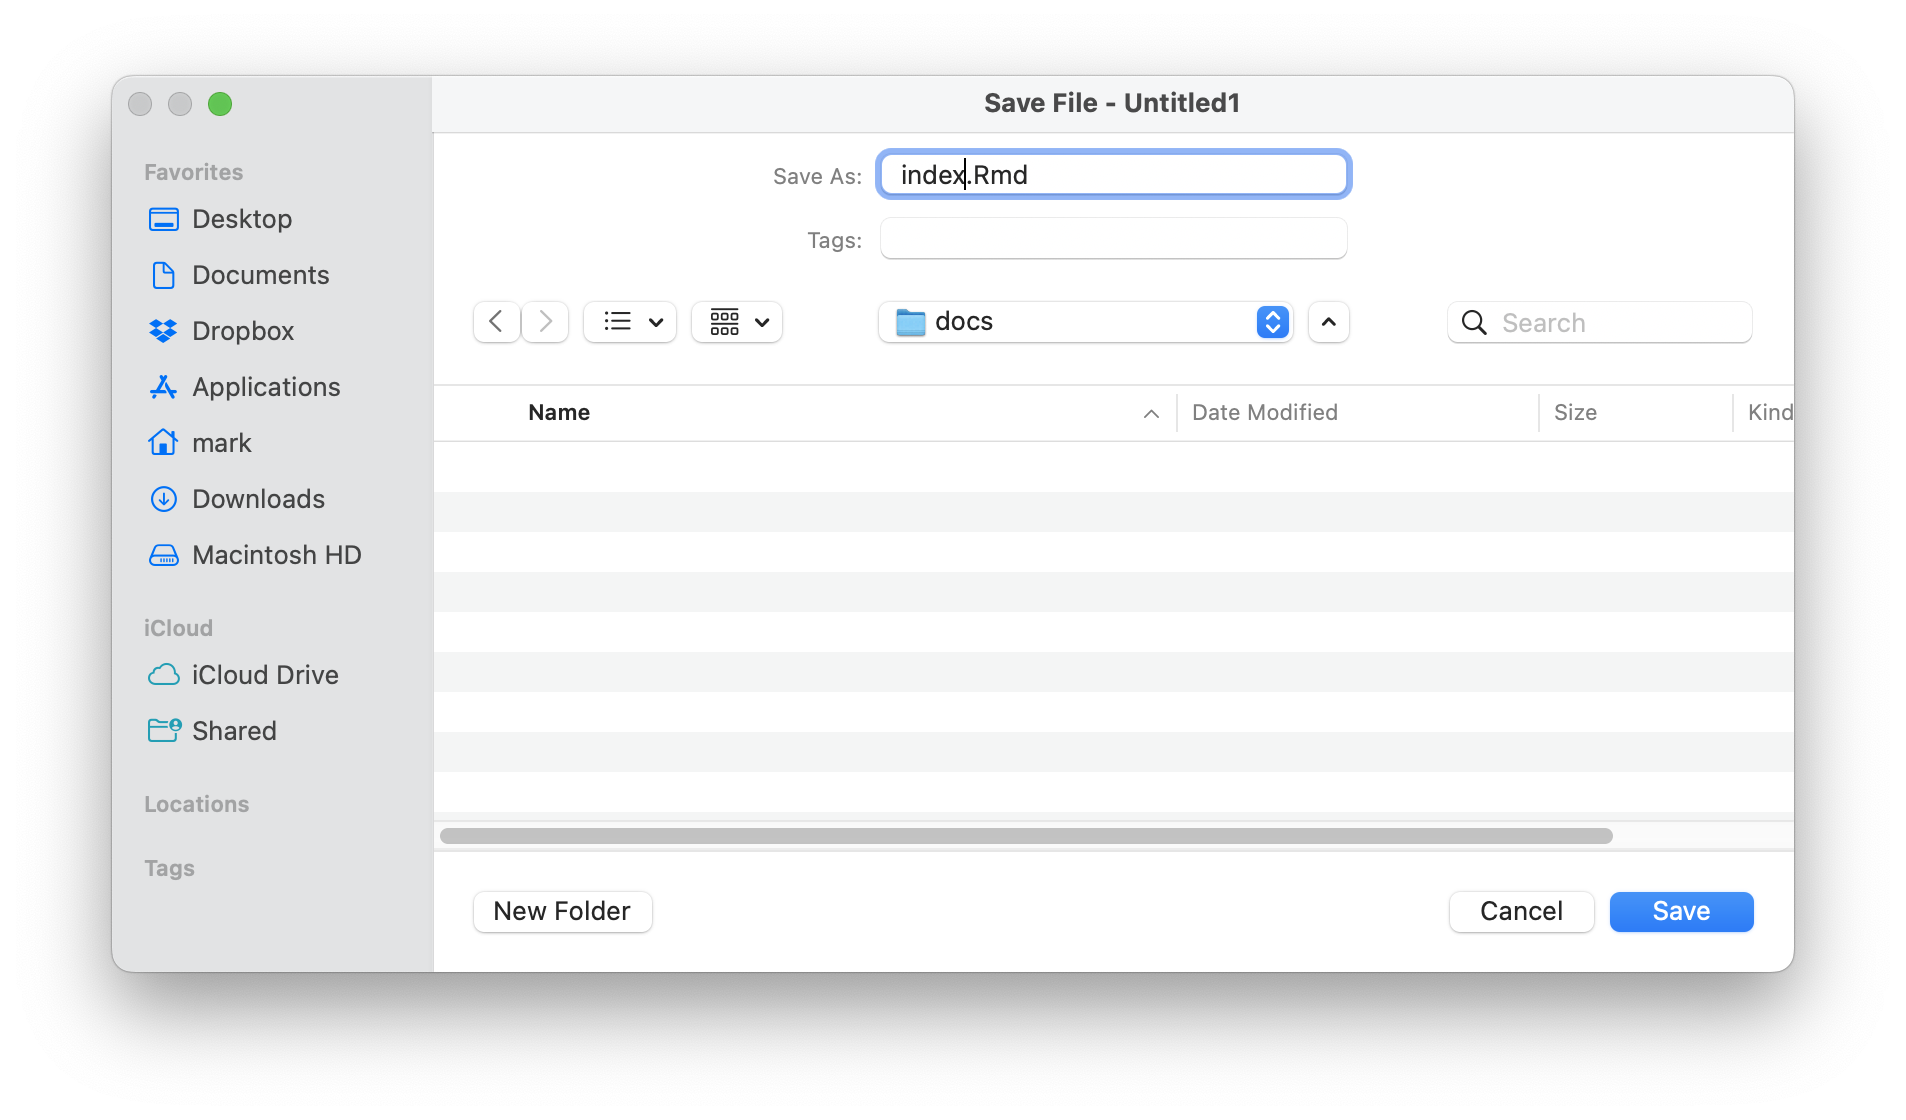 Save File - Untitled1
Favorites
Desktop
Documents
Dropbox
Applications
mark
Downloads
Macintosh HD
iCloud
iCloud Drive
Shared
Locations
Tags
Save As: index.Rmd
Tags:
docs
Search
Name Date Modified Size Kind
New Folder Cancel Save